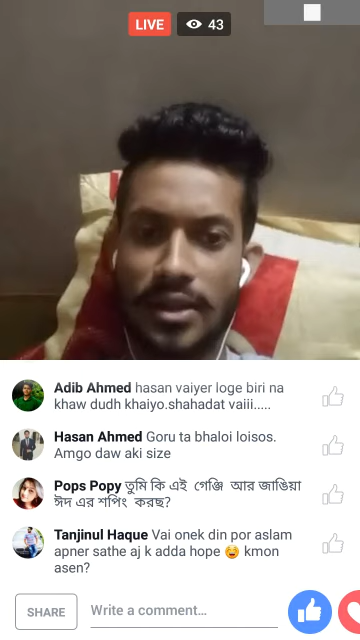 LIVE 43
Adib Ahmed hasan vaiyer loge biri na
khaw dudh khaiyo.shahadat vaiii.....
Hasan Ahmed Goru ta bhaloi loisos.
Amgo daw aki size
Pops Popy তুমি কি এই গেঞ্জি আর জাঙিয়া
ঈদ এর শপিং করছ?
Tanjinul Haque Vai onek din por aslam
apner sathe aj k adda hope 😄 kmon
asen?
SHARE Write a comment...